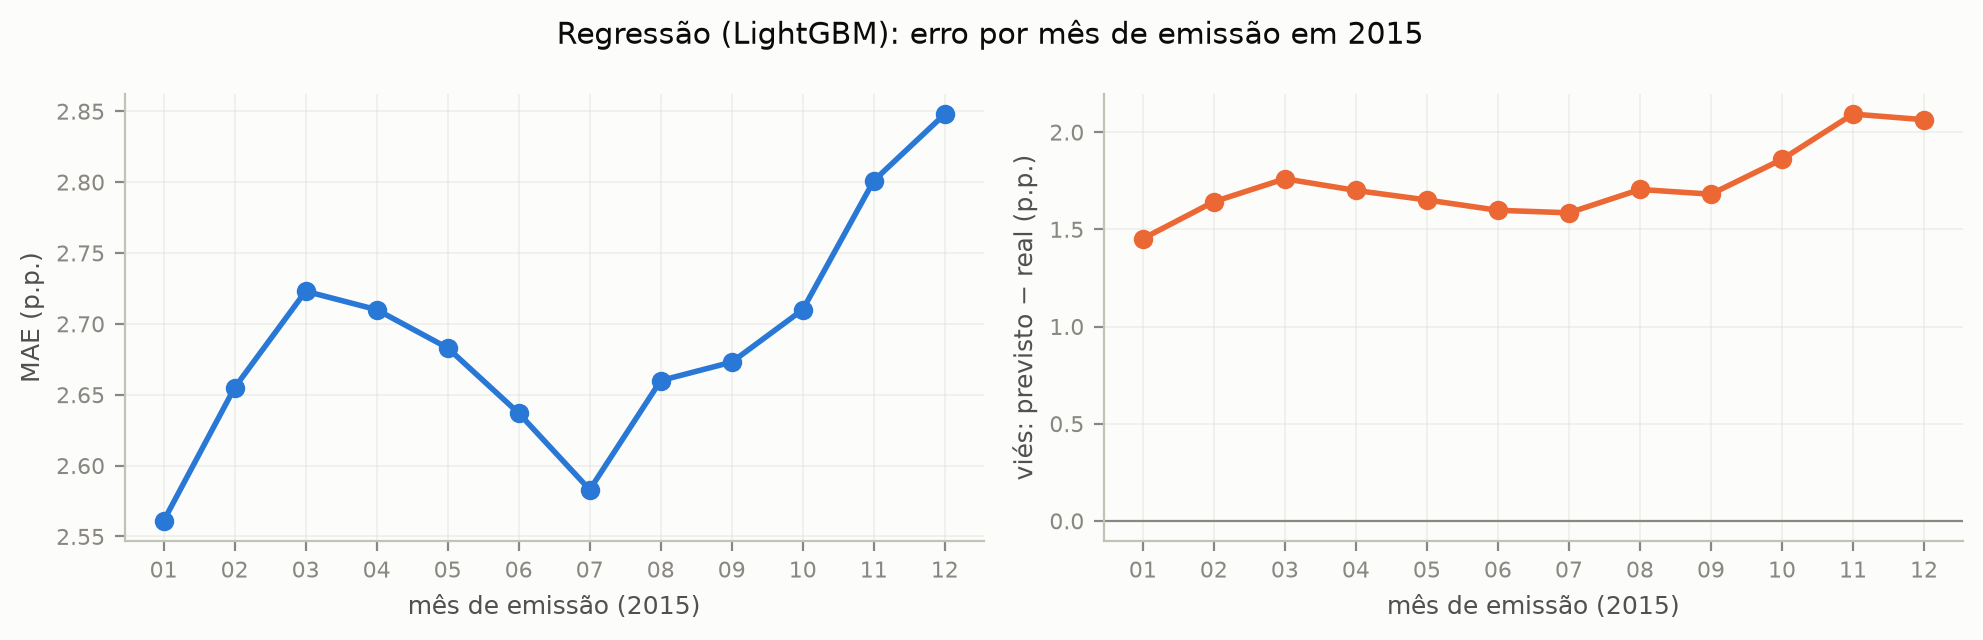 Regressão (LightGBM): erro por mês de emissão em 2015
MAE (p.p.)
2.85
2.80
2.75
2.70
2.65
2.60
2.55
01 02 03 04 05 06 07 08 09 10 11 12
mês de emissão (2015)
viés: previsto − real (p.p.)
2.0
1.5
1.0
0.5
0.0
01 02 03 04 05 06 07 08 09 10 11 12
mês de emissão (2015)